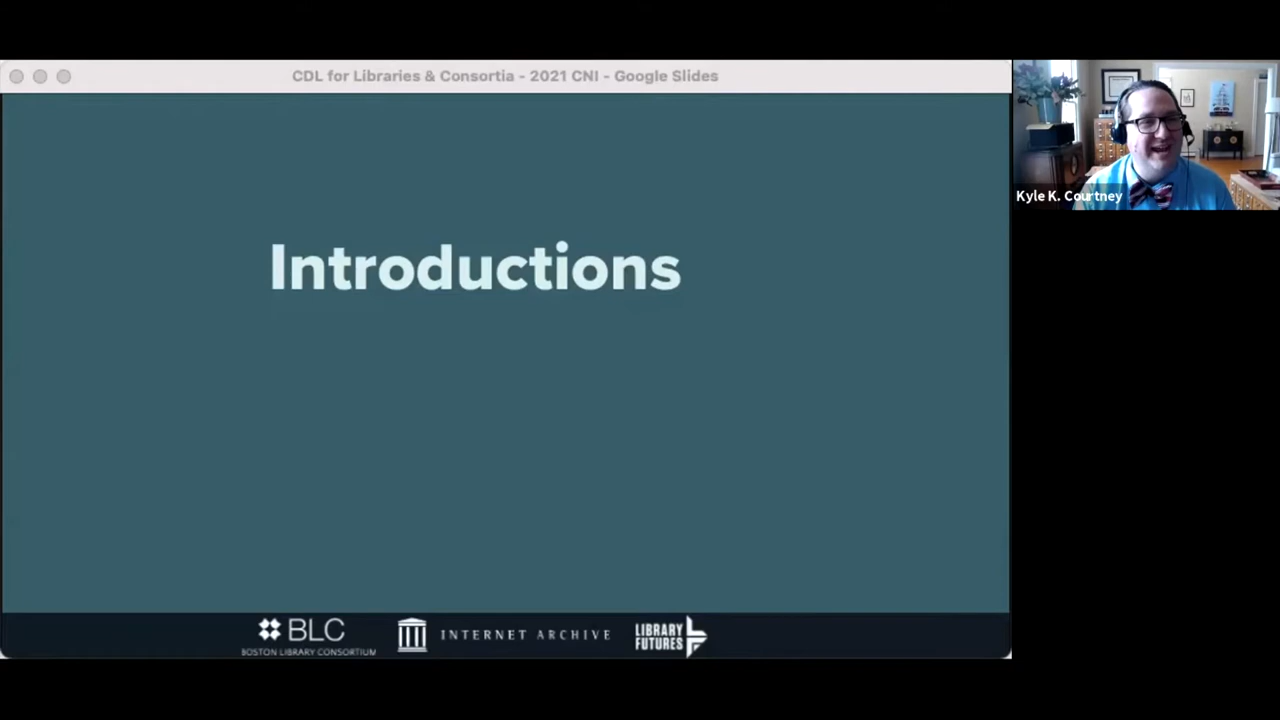 CDL for Libraries & Consortia - 2021 CNI - Google Slides
Kyle K. Courtney
Introductions
BLC
BOSTON LIBRARY CONSORTIUM
INTERNET ARCHIVE
LIBRARY
FUTURES